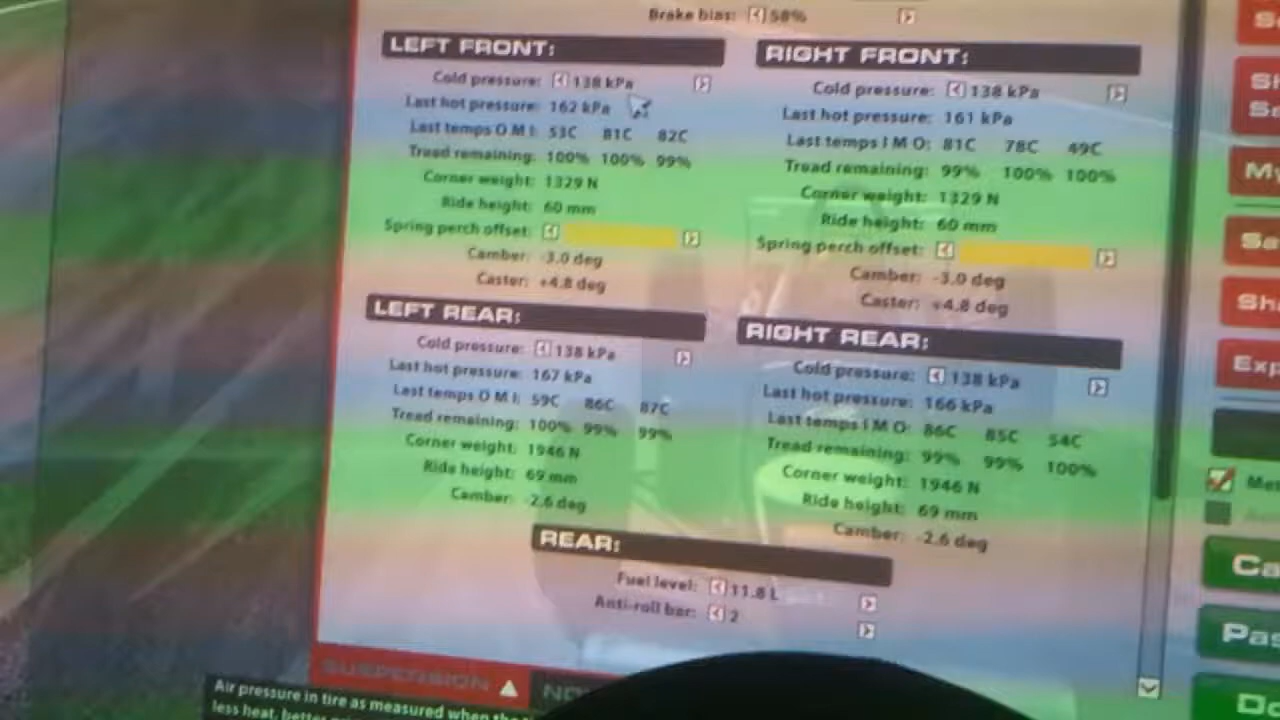 Brake bias: 58%
LEFT FRONT:
Cold pressure: 138 kPa
Last hot pressure: 162 kPa
Last temps O M I: 53C 81C 82C
Tread remaining: 100% 100% 99%
Corner weight: 1329 N
Ride height: 60 mm
Spring perch offset:
Camber: -3.0 deg
Caster: +4.8 deg
RIGHT FRONT:
Cold pressure: 138 kPa
Last hot pressure: 161 kPa
Last temps I M O: 81C 78C 49C
Tread remaining: 99% 100% 100%
Corner weight: 1329 N
Ride height: 60 mm
Spring perch offset:
Camber: -3.0 deg
Caster: +4.8 deg
LEFT REAR:
Cold pressure: 138 kPa
Last hot pressure: 167 kPa
Last temps O M I: 59C 86C 87C
Tread remaining: 100% 99% 99%
Corner weight: 1946 N
Ride height: 69 mm
Camber: -2.6 deg
RIGHT REAR:
Cold pressure: 138 kPa
Last hot pressure: 166 kPa
Last temps I M O: 86C 85C 54C
Tread remaining: 99% 99% 100%
Corner weight: 1946 N
Ride height: 69 mm
Camber: -2.6 deg
REAR:
Fuel level: 11.8 L
Anti-roll bar: 2
SUSPENSION
Air pressure in tire as measured when the
less heat,
My
Exp